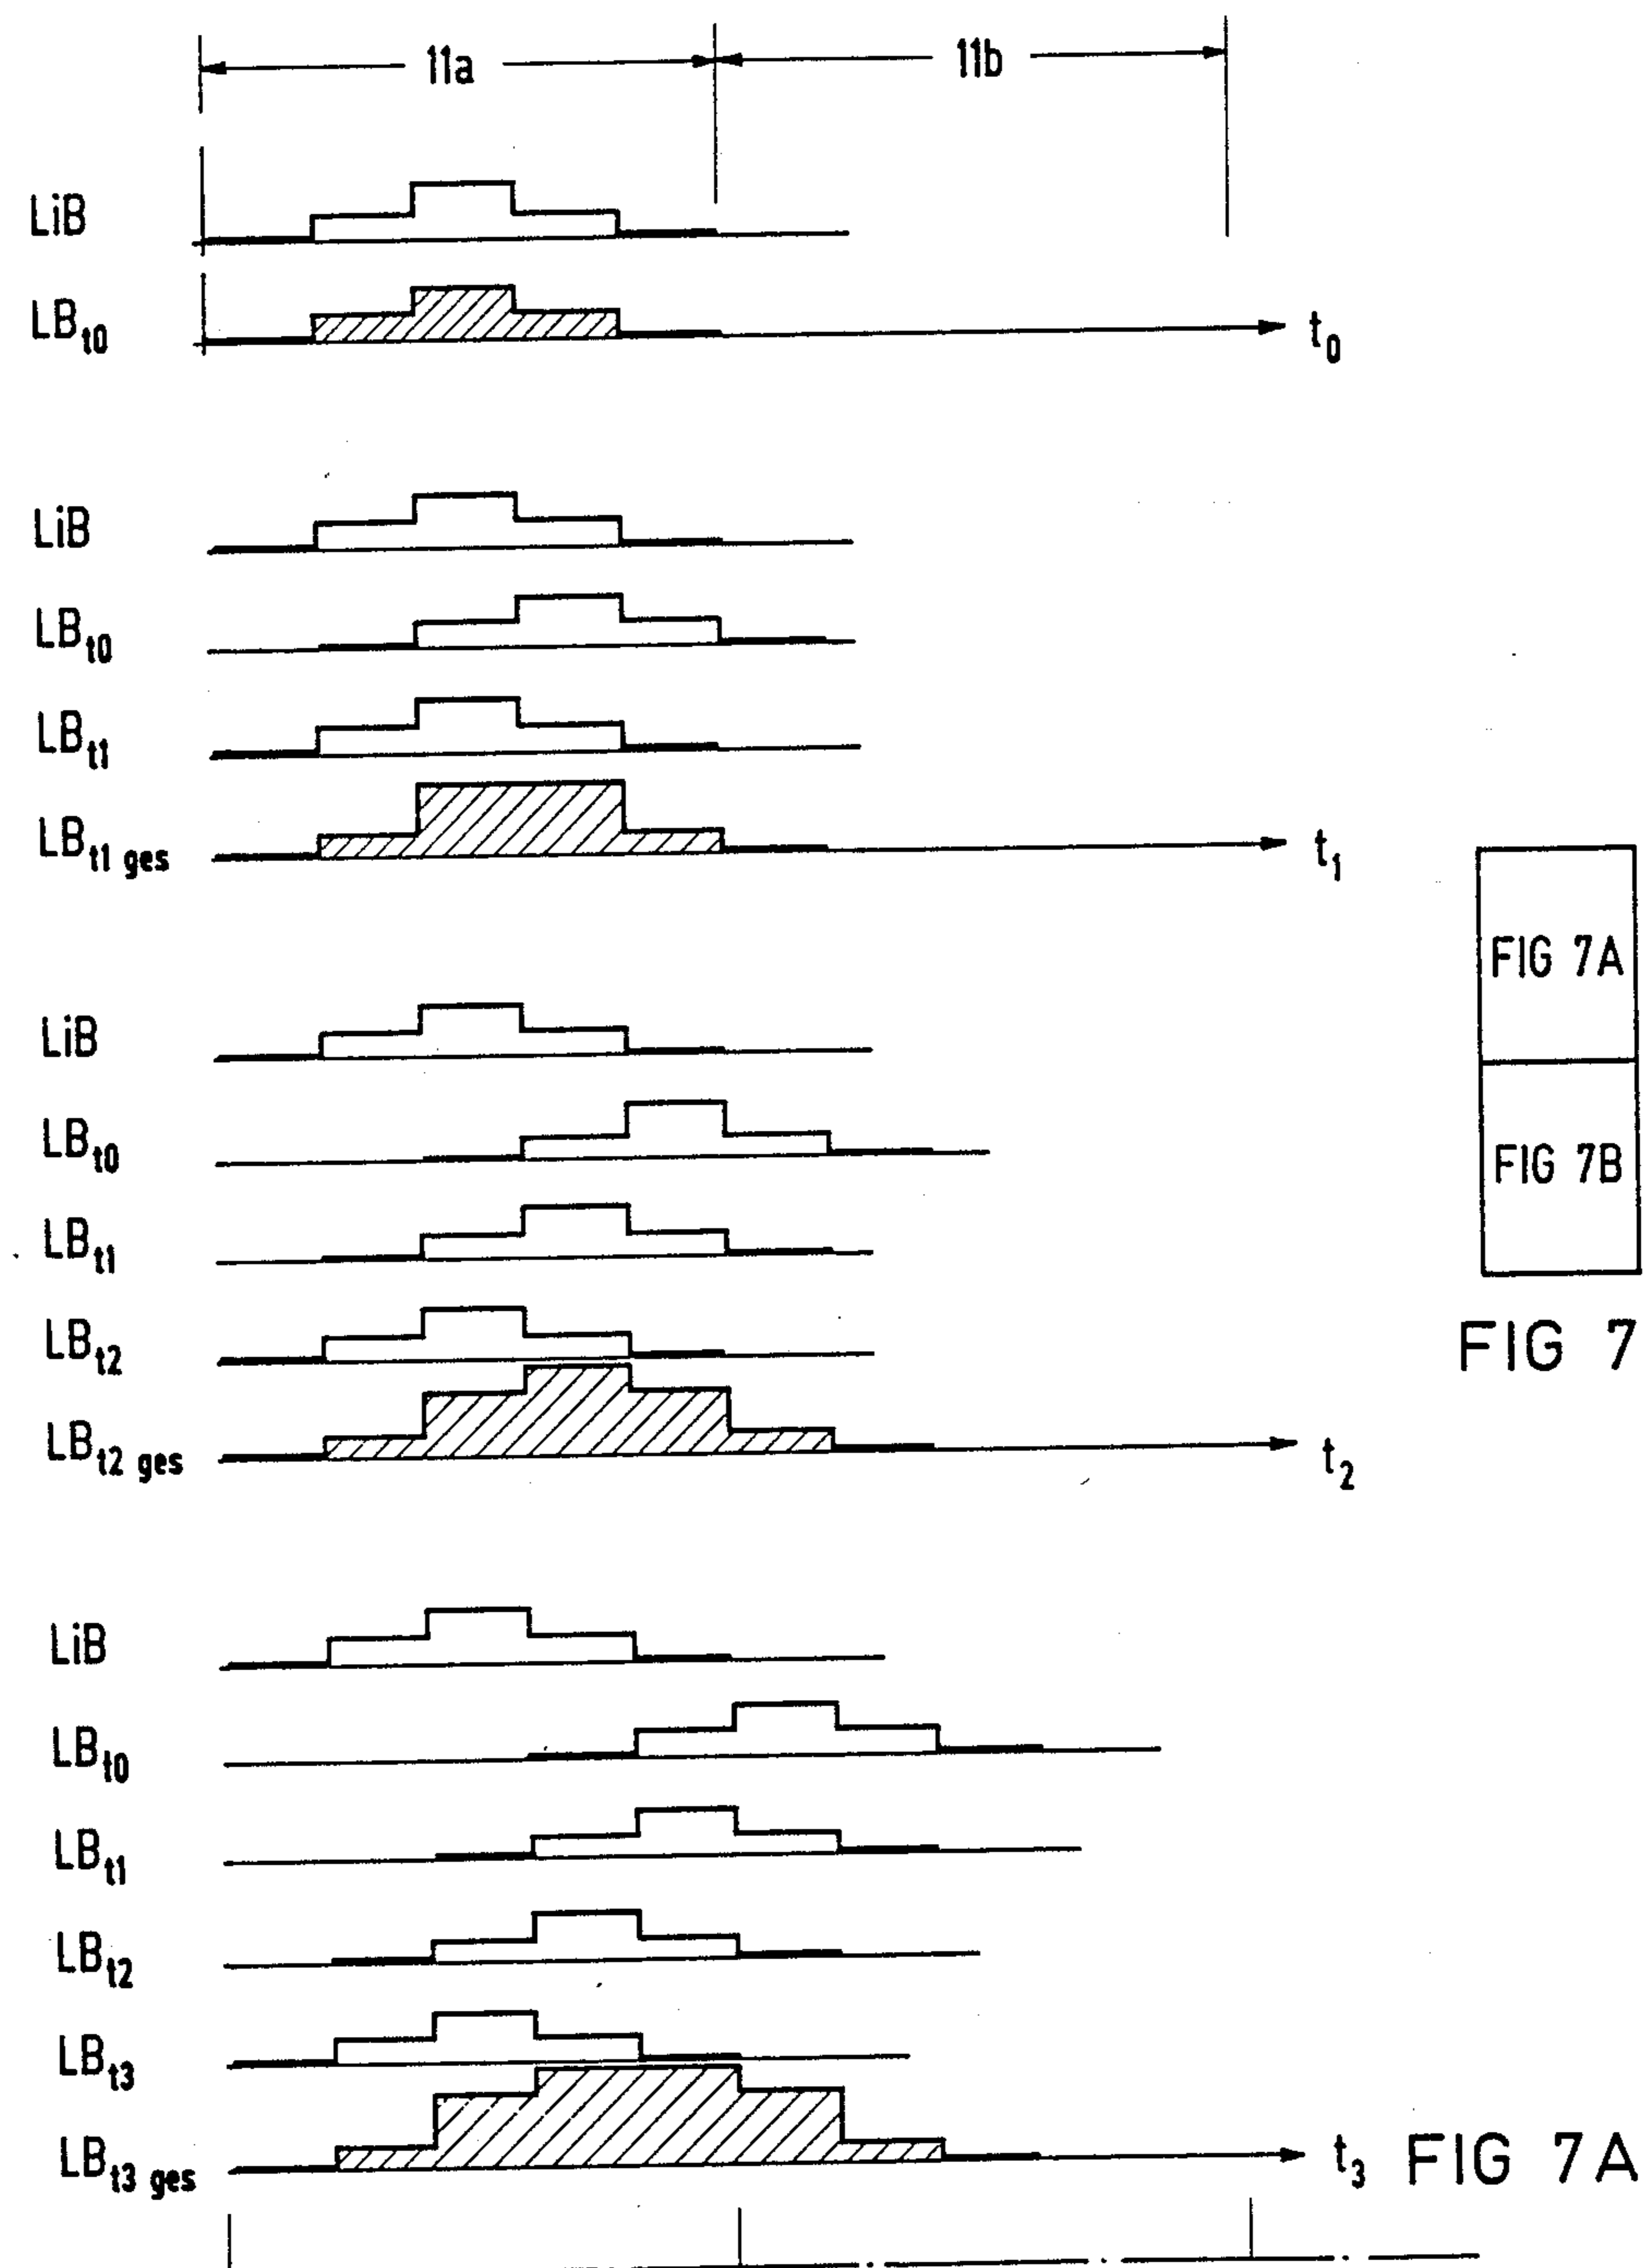 11a 11b
LiB
LBt0 t0
LiB
LBt0
LBt1
LBt1 ges t1
LiB
LBt0
LBt1
LBt2
LBt2 ges t2
FIG 7A
FIG 7B
FIG 7
LiB
LBt0
LBt1
LBt2
LBt3
LBt3 ges t3
FIG 7A